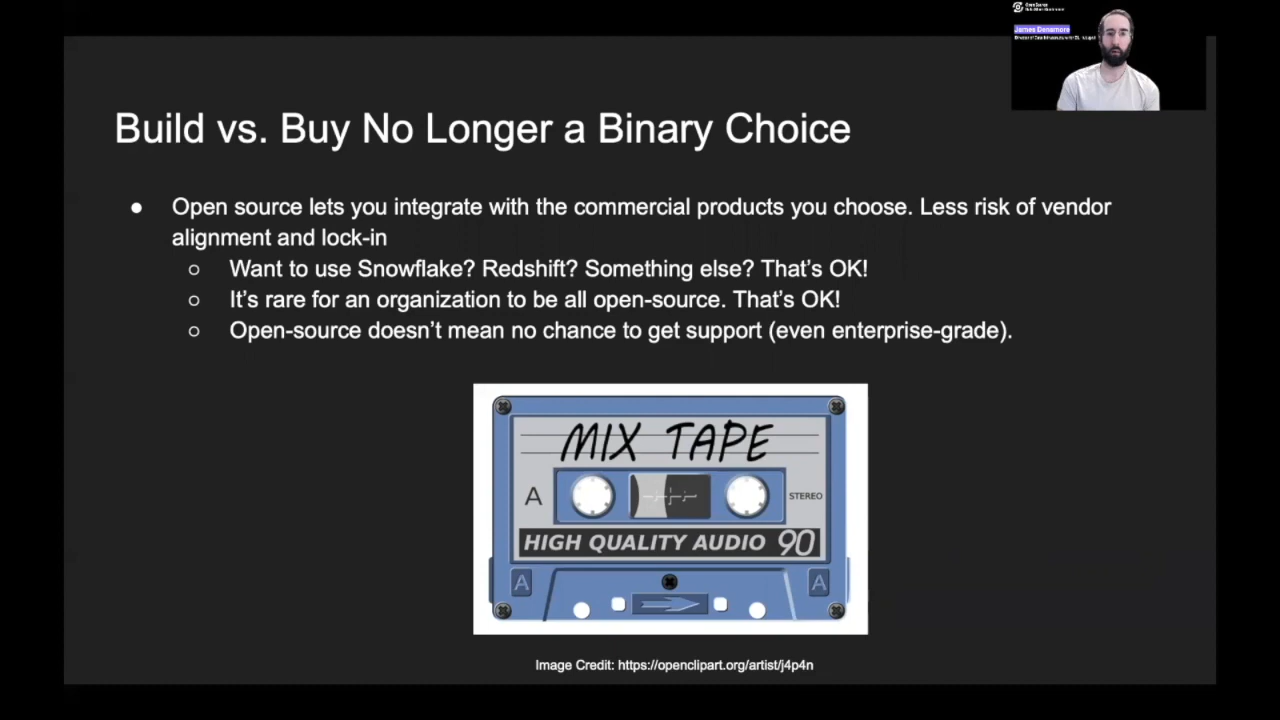 James Densmore
Build vs. Buy No Longer a Binary Choice
● Open source lets you integrate with the commercial products you choose. Less risk of vendor
alignment and lock-in
○ Want to use Snowflake? Redshift? Something else? That’s OK!
○ It’s rare for an organization to be all open-source. That’s OK!
○ Open-source doesn’t mean no chance to get support (even enterprise-grade).
MIX TAPE
A
STEREO
HIGH QUALITY AUDIO 90
A A
Image Credit: https://openclipart.org/artist/j4p4n